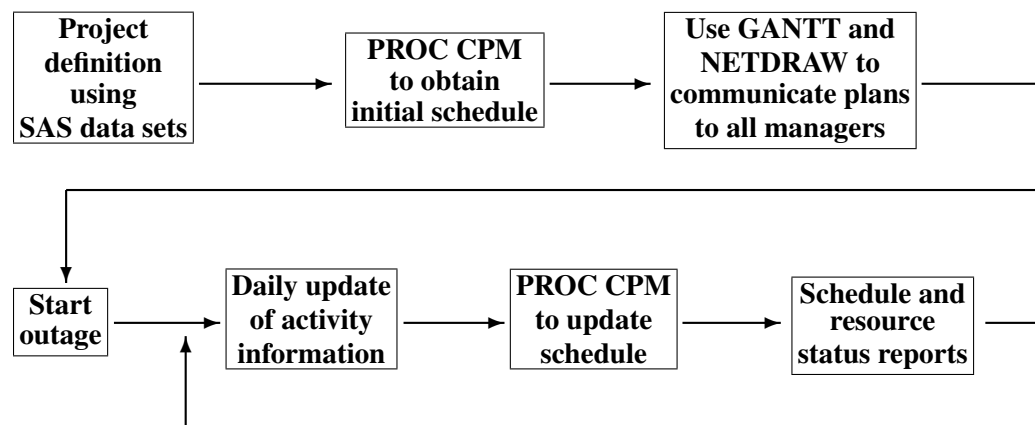 Project
definition
using
SAS data sets
PROC CPM
to obtain
initial schedule
Use GANTT and
NETDRAW to
communicate plans
to all managers
Start
outage
Daily update
of activity
information
PROC CPM
to update
schedule
Schedule and
resource
status reports